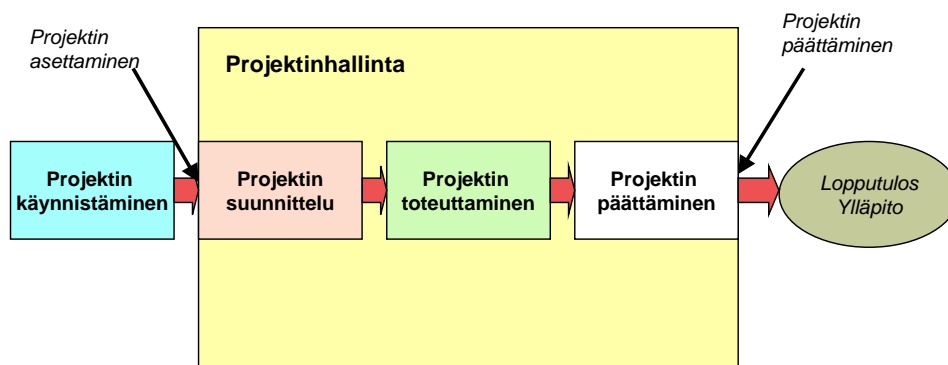 Projektin
asettaminen
Projektin
päättäminen
Projektinhallinta
Projektin
käynnistäminen
Projektin
suunnittelu
Projektin
toteuttaminen
Projektin
päättäminen
Lopputulos
Ylläpito